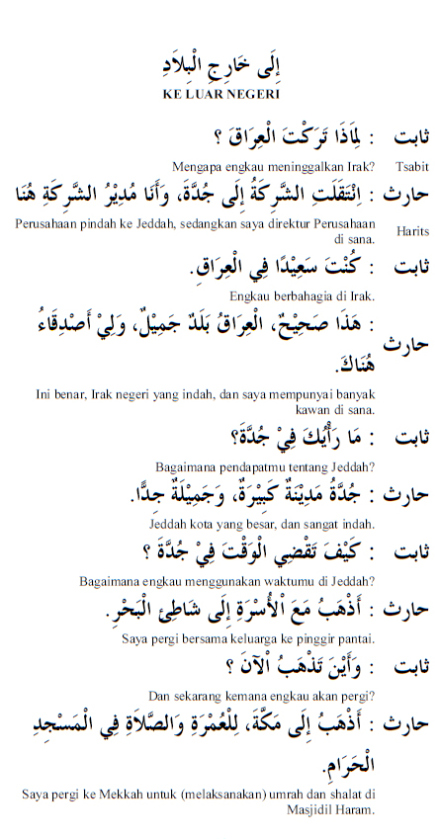 إِلَى خَارِجِ الْبِلَادِ
KE LUAR NEGERI
ثابت : لِمَاذَا تَرَكْتَ الْعِرَاقَ ؟
Mengapa engkau meninggalkan Irak? Tsabit
حارث : اِنْتَقَلَتِ الشَّرِكَةُ إِلَى جُدَّةَ، وَأَنَا مُدِيْرُ الشَّرِكَةِ هُنَا
Perusahaan pindah ke Jeddah, sedangkan saya direktur Perusahaan
di sana. Harits
ثابت : كُنْتَ سَعِيْدًا فِي الْعِرَاقِ.
Engkau berbahagia di Irak.
حارث : هَذَا صَحِيْحٌ، الْعِرَاقُ بَلَدٌ جَمِيْلٌ، وَلِيْ أَصْدِقَاءُ
هُنَاكَ.
Ini benar, Irak negeri yang indah, dan saya mempunyai banyak
kawan di sana.
ثابت : مَا رَأْيُكَ فِيْ جُدَّةَ؟
Bagaimana pendapatmu tentang Jeddah?
حارث : جُدَّةُ مَدِيْنَةٌ كَبِيْرَةٌ، وَجَمِيْلَةٌ جِدًّا.
Jeddah kota yang besar, dan sangat indah.
ثابت : كَيْفَ تَقْضِي الْوَقْتَ فِيْ جُدَّةَ ؟
Bagaimana engkau menggunakan waktumu di Jeddah?
حارث : أَذْهَبُ مَعَ الْأُسْرَةِ إِلَى شَاطِئِ الْبَحْرِ.
Saya pergi bersama keluarga ke pinggir pantai.
ثابت : وَأَيْنَ تَذْهَبُ الْآنَ ؟
Dan sekarang kemana engkau akan pergi?
حارث : أَذْهَبُ إِلَى مَكَّةَ، لِلْعُمْرَةِ وَالصَّلَاةِ فِي الْمَسْجِدِ
الْحَرَامِ.
Saya pergi ke Mekkah untuk (melaksanakan) umrah dan shalat di
Masjidil Haram.